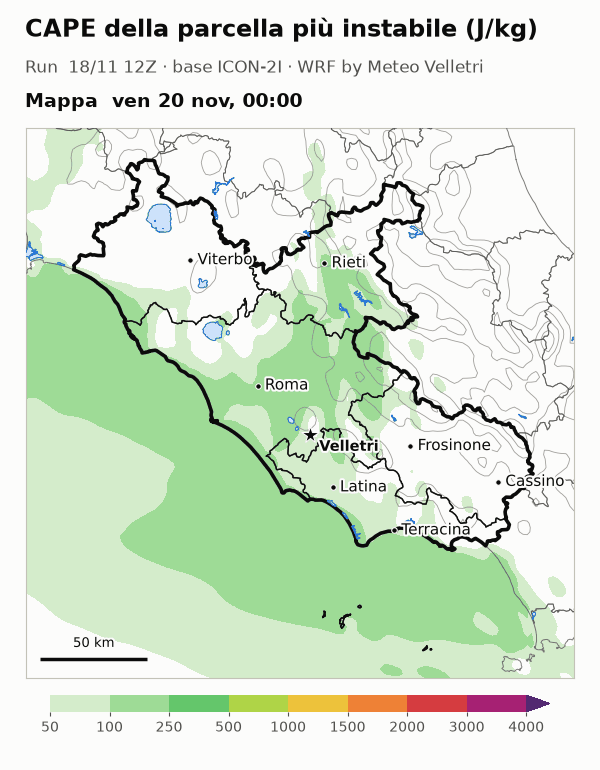 CAPE della parcella più instabile (J/kg)
Run  18/11 12Z · base ICON-2I · WRF by Meteo Velletri
Mappa  ven 20 nov, 00:00
Viterbo
Rieti
Roma
Velletri
Frosinone
Cassino
Latina
Terracina
50 km
50 100 250 500 1000 1500 2000 3000 4000